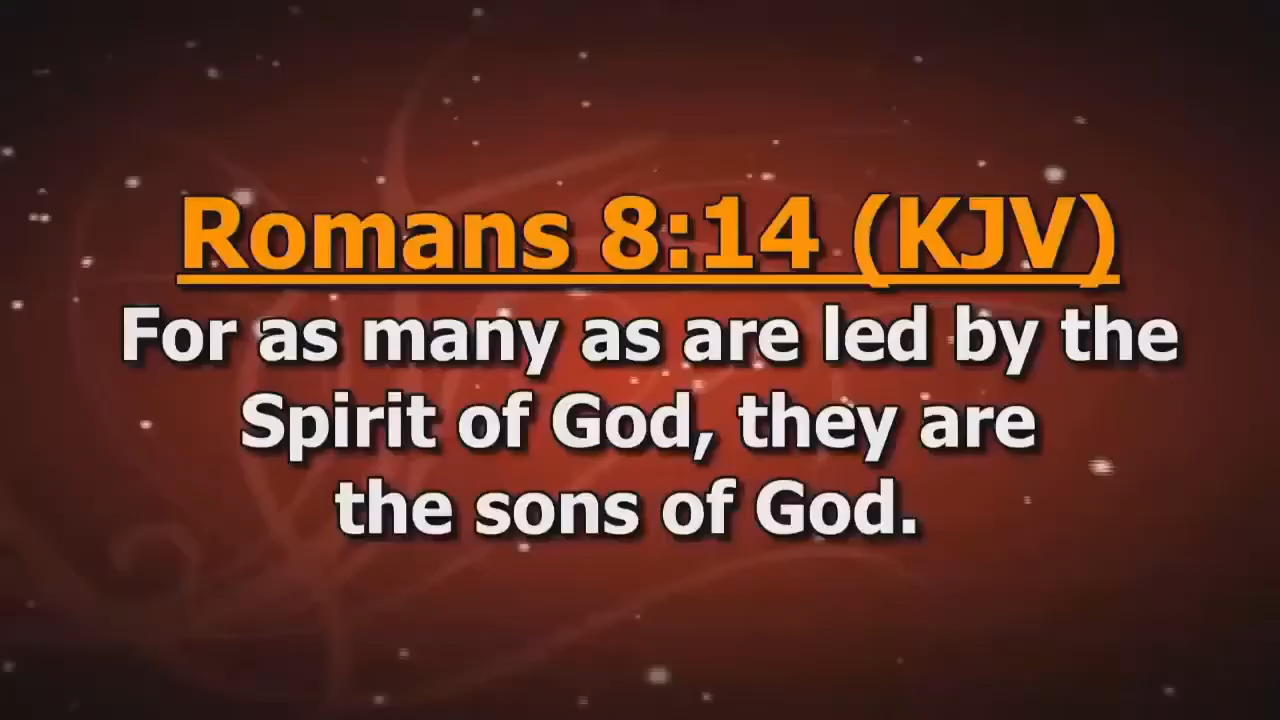 Romans 8:14 (KJV)
For as many as are led by the
Spirit of God, they are
the sons of God.